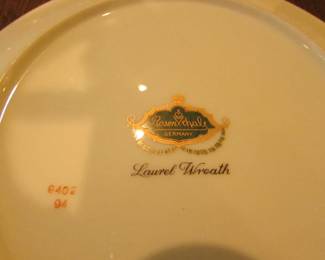 Rosenthal
GERMANY
Laurel Wreath
6402
94